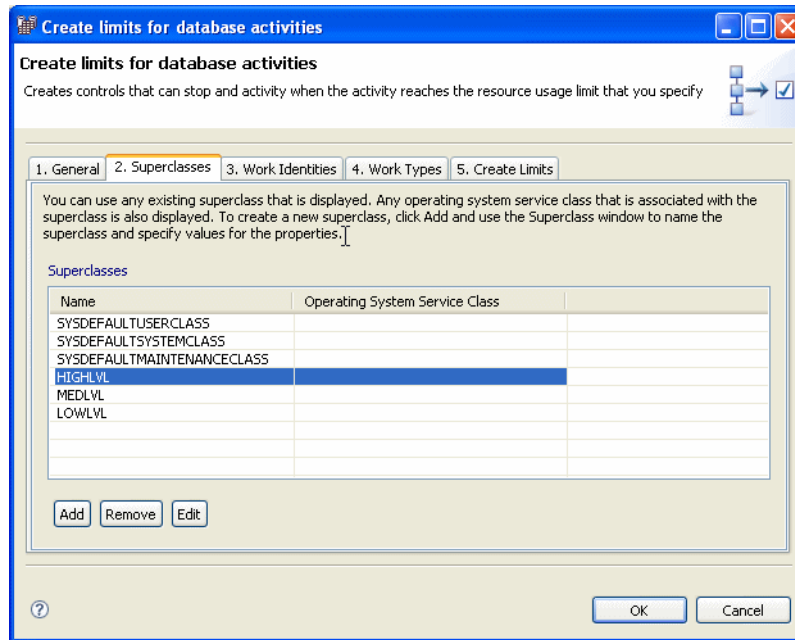 Create limits for database activities
Create limits for database activities
Creates controls that can stop and activity when the activity reaches the resource usage limit that you specify
1. General 2. Superclasses 3. Work Identities 4. Work Types 5. Create Limits
You can use any existing superclass that is displayed. Any operating system service class that is associated with the
superclass is also displayed. To create a new superclass, click Add and use the Superclass window to name the
superclass and specify values for the properties.
Superclasses
Name Operating System Service Class
SYSDEFAULTUSERCLASS
SYSDEFAULTSYSTEMCLASS
SYSDEFAULTMAINTENANCECLASS
HIGHLVL
MEDLVL
LOWLVL
Add Remove Edit
? OK Cancel